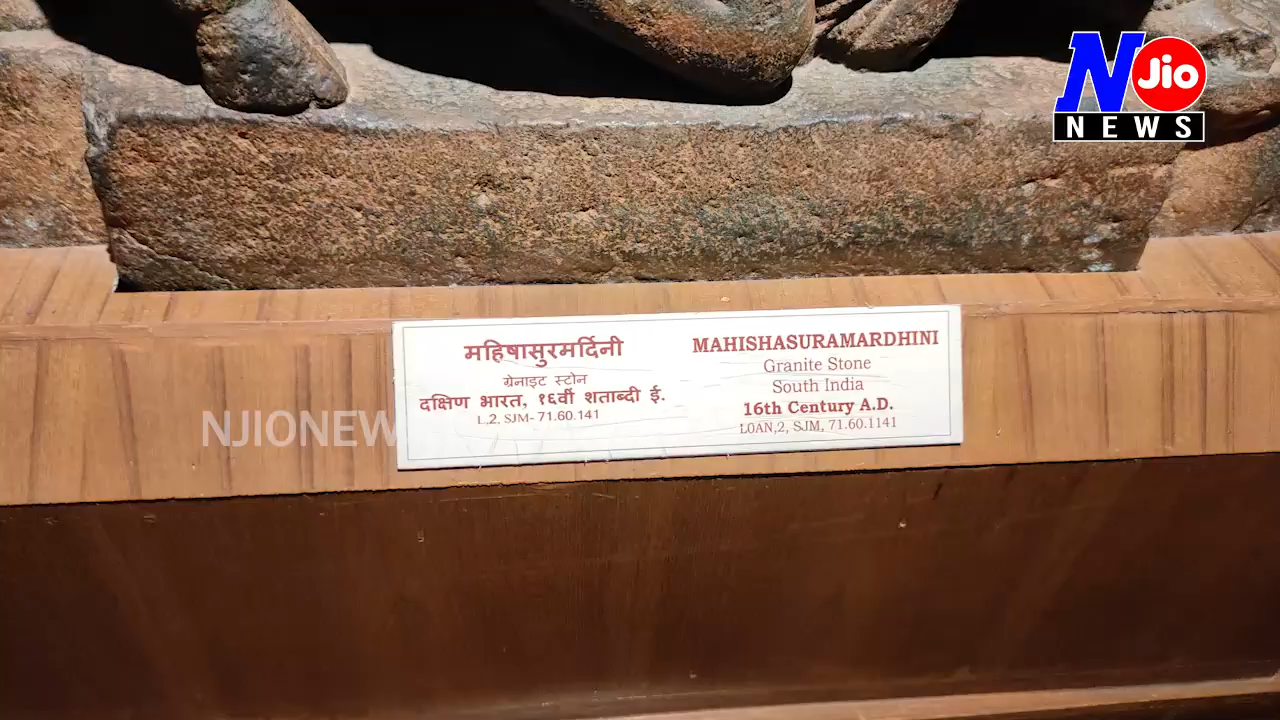 N Jio
NEWS
महिषासुरमर्दिनी
ग्रेनाइट स्टोन
दक्षिण भारत, १६वीं शताब्दी ई.
L,2, SJM- 71.60.141
MAHISHASURAMARDHINI
Granite Stone
South India
16th Century A.D.
LOAN,2, SJM, 71.60.1141
NJIONEW